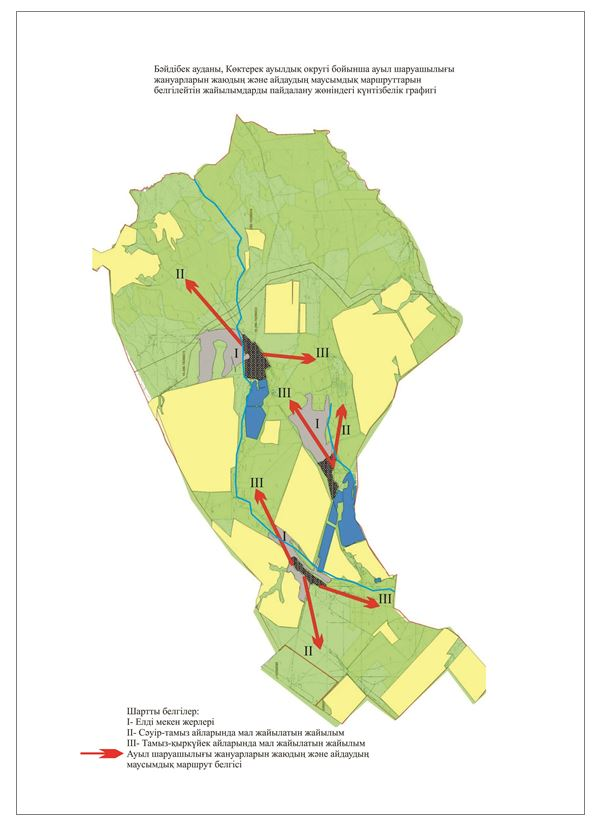 Бәйдібек ауданы, Көктерек ауылдық округі бойынша ауыл шаруашылығы
жануарларын жаюдың және айдаудың маусымдық маршруттарын
белгілейтін жайылымдарды пайдалану жөніндегі күнтізбелік графигі
II
I
III
III
I
II
III
I
III
II
Шартты белгілер:
I- Елді мекен жерлері
II- Сәуір-тамыз айларында мал жайылатын жайылым
III- Тамыз-қыркүйек айларында мал жайылатын жайылым
Ауыл шаруашылығы жануарларын жаюдың және айдаудың
маусымдық маршрут белгісі